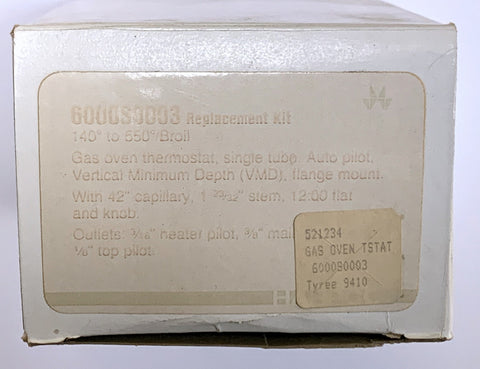 6000S0003 Replacement Kit
140° to 550°/Broil
Gas oven thermostat, single tube. Auto pilot,
Vertical Minimum Depth (VMD), flange mount.
With 42" capillary, 1 23/32" stem, 12:00 flat
and knob.
Outlets: 3/16" heater pilot, 3/8"
1/8" top pilot.
521234
GAS OVEN TSTAT
6000S0003
Tyree 9410